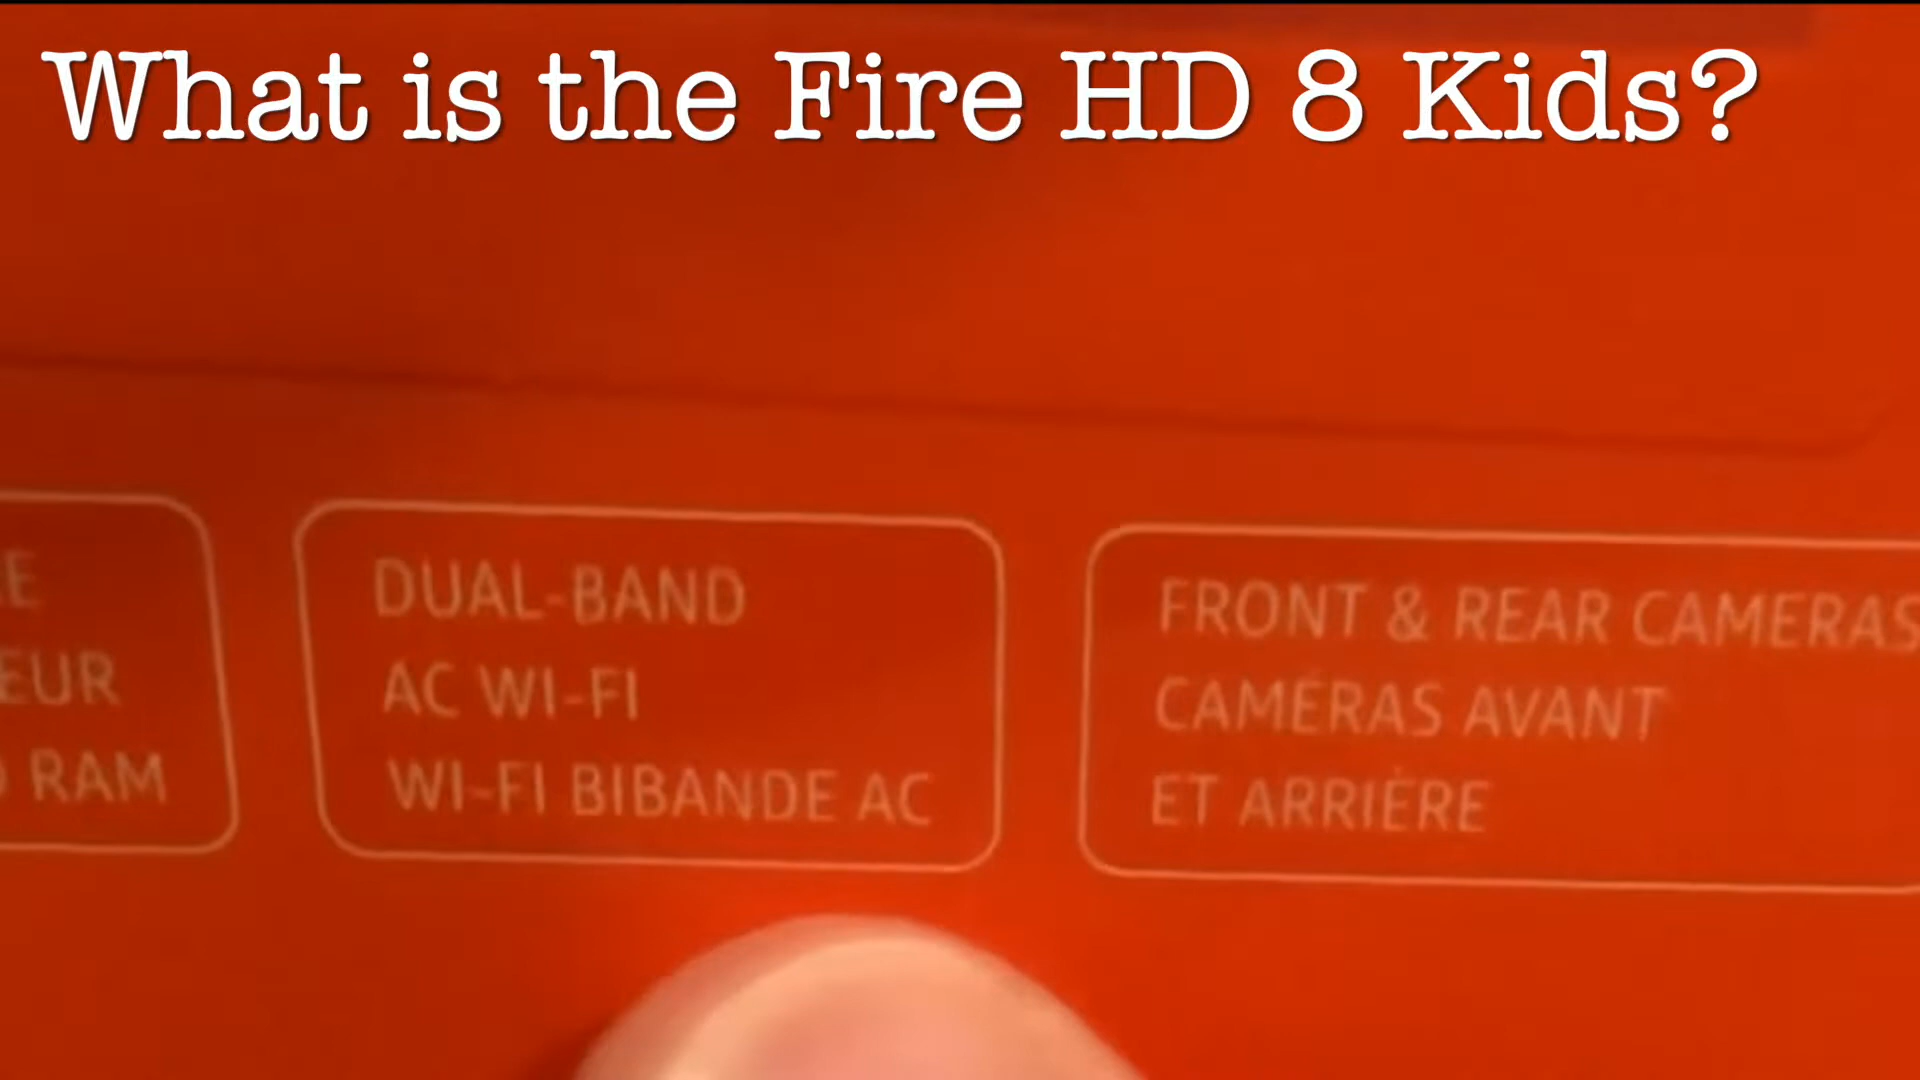 What is the Fire HD 8 Kids?
EUR
RAM
DUAL-BAND
AC WI-FI
WI-FI BIBANDE AC
FRONT & REAR CAMERAS
CAMÉRAS AVANT
ET ARRIÈRE